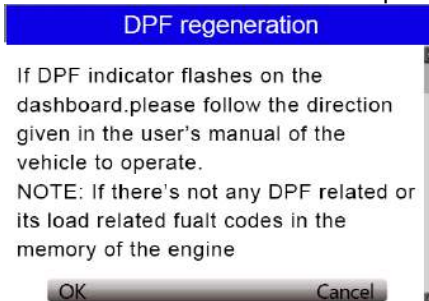 DPF regeneration
If DPF indicator flashes on the
dashboard.please follow the direction
given in the user's manual of the
vehicle to operate.
NOTE: If there's not any DPF related or
its load related fualt codes in the
memory of the engine
OK Cancel